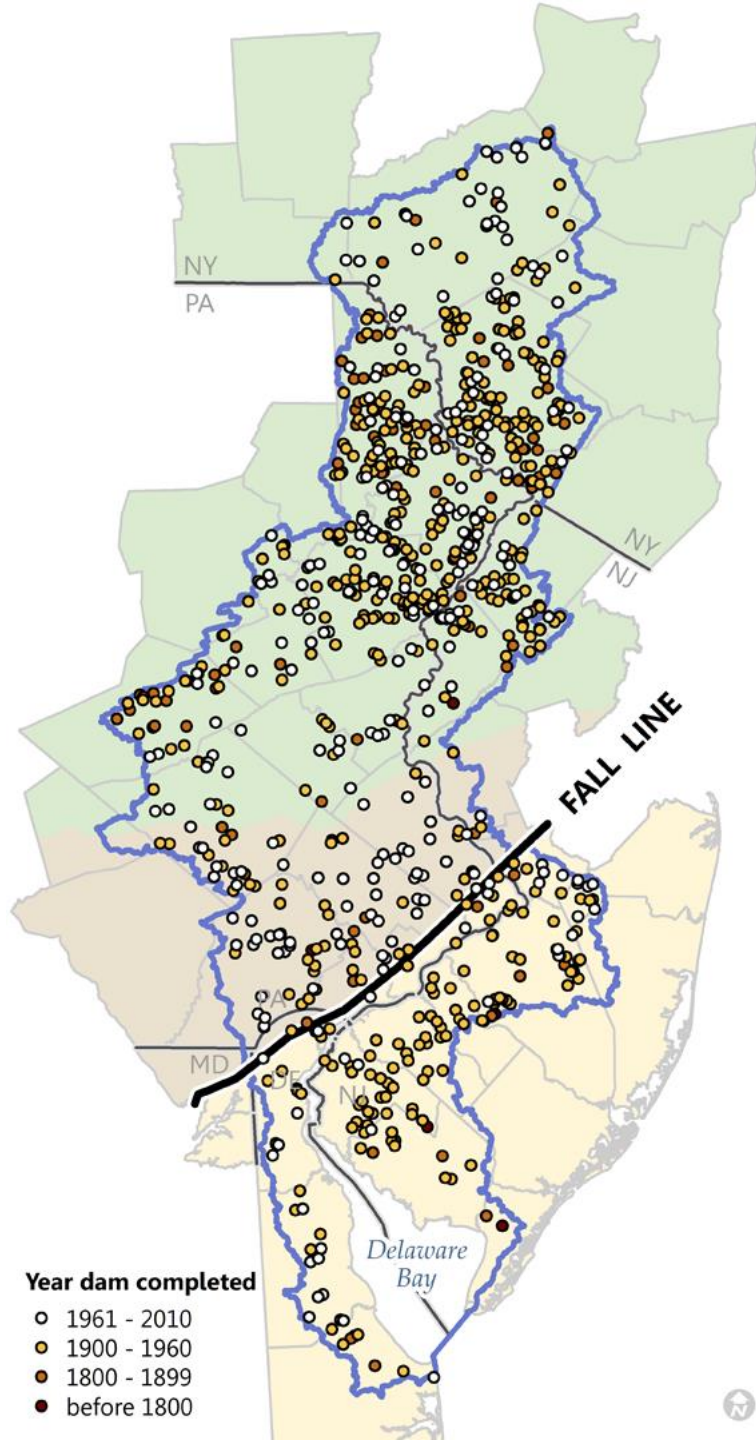 NY
PA
NY
NJ
FALL LINE
PA
MD
DE
NJ
Delaware
Bay
Year dam completed
1961 - 2010
1900 - 1960
1800 - 1899
before 1800
N